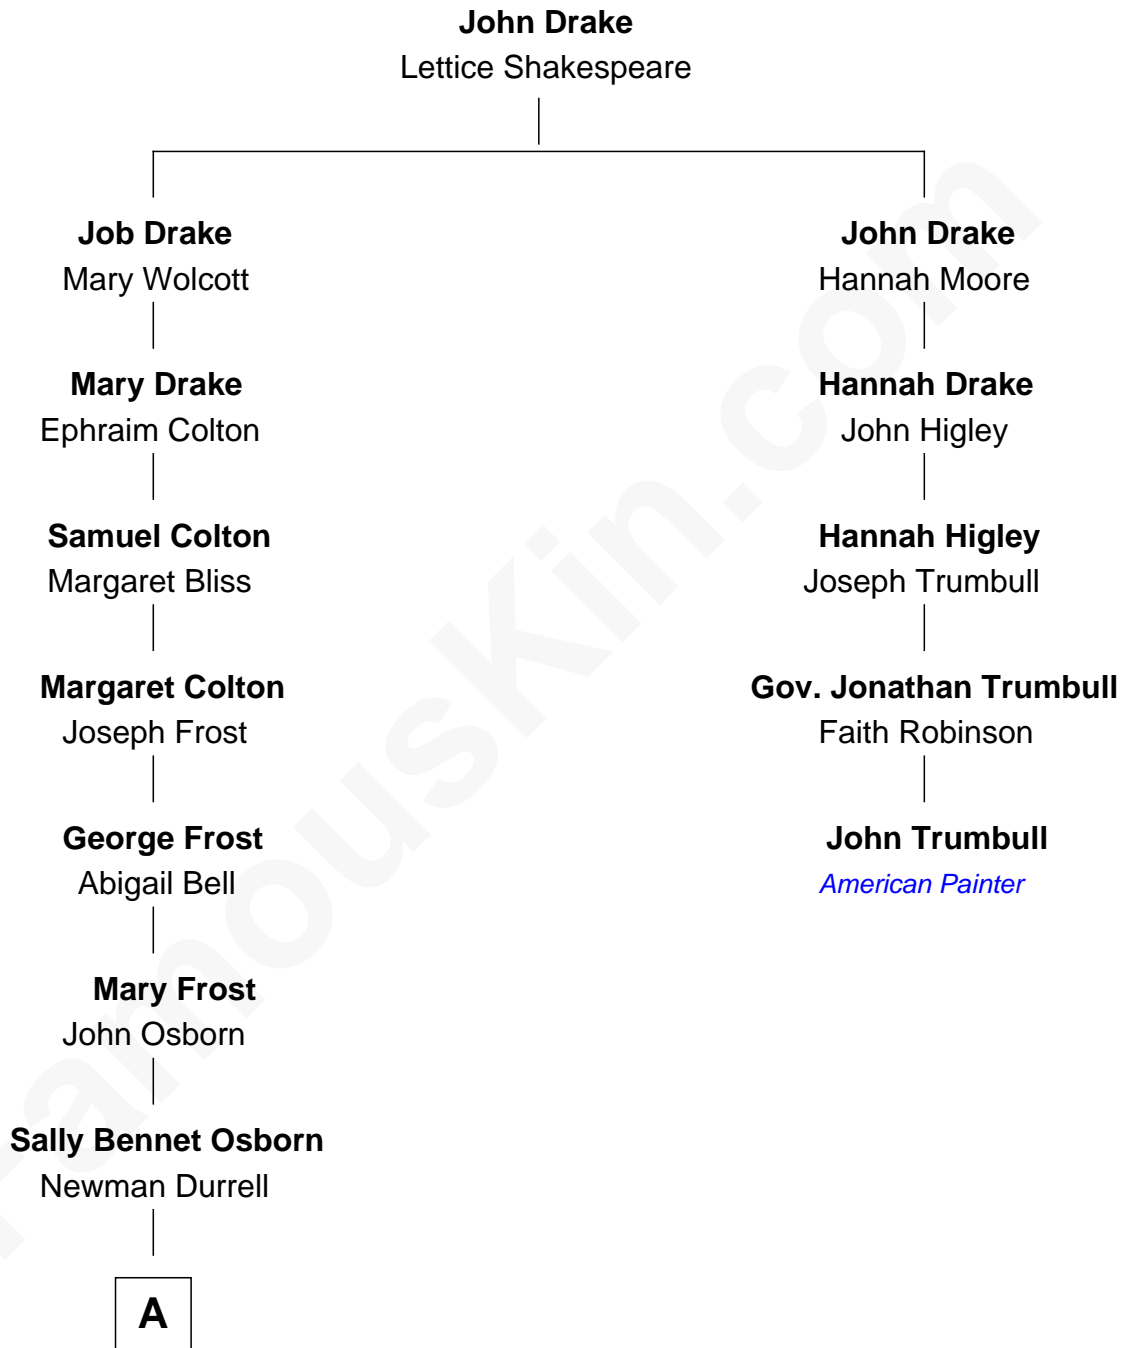 John Drake
Lettice Shakespeare
Job Drake
Mary Wolcott
John Drake
Hannah Moore
Mary Drake
Ephraim Colton
Hannah Drake
John Higley
Samuel Colton
Margaret Bliss
Hannah Higley
Joseph Trumbull
Margaret Colton
Joseph Frost
Gov. Jonathan Trumbull
Faith Robinson
George Frost
Abigail Bell
John Trumbull
American Painter
Mary Frost
John Osborn
Sally Bennet Osborn
Newman Durrell
A
FamousKin.com